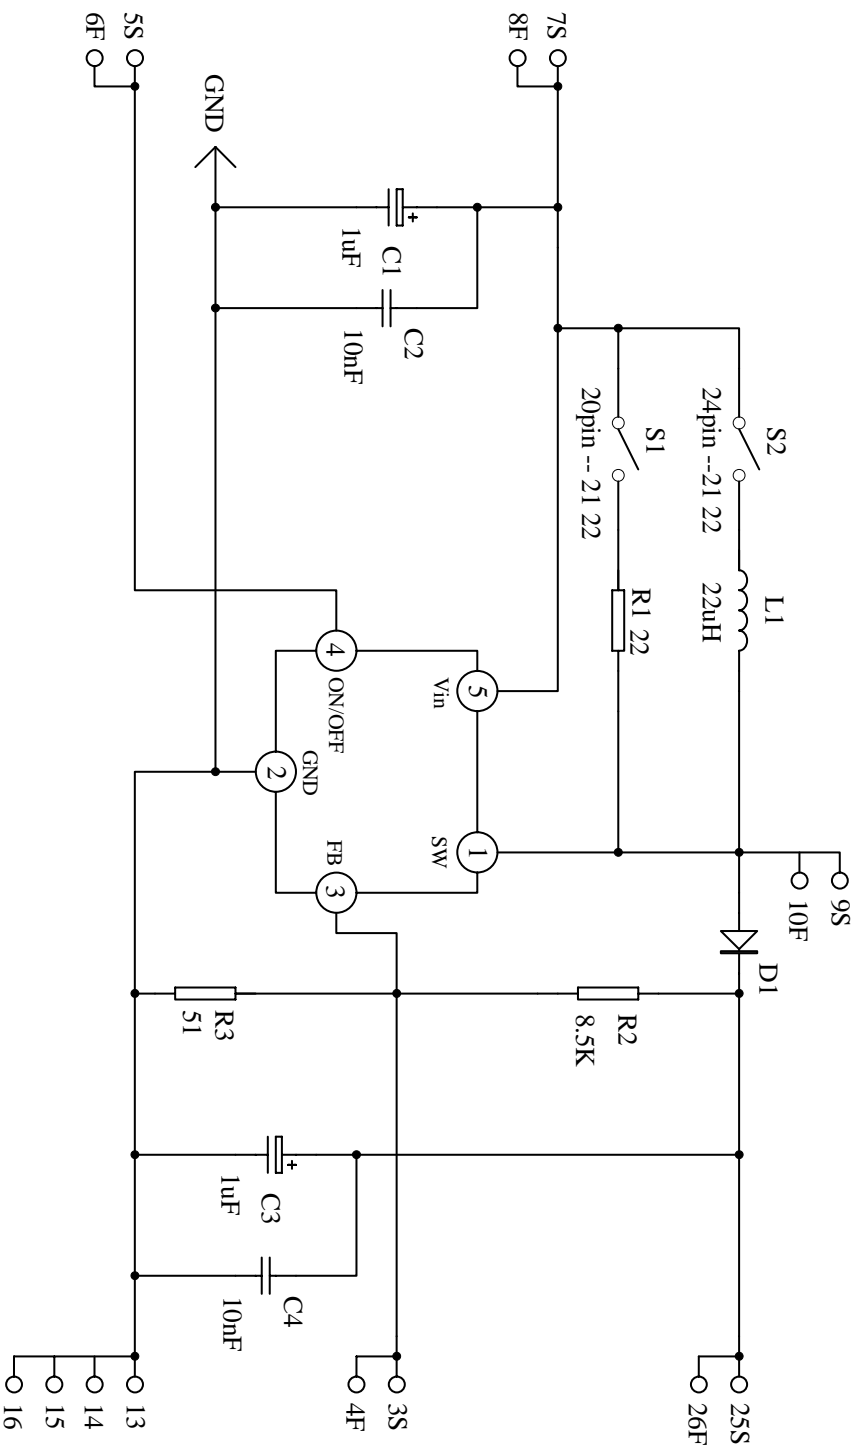 S2
24pin --21 22
L1
22uH
9S
10F
D1
25S
26F
S1
20pin -- 21 22
R1 22
R2
8.5K
7S
8F
5
Vin
1
SW
C1
1uF
C2
10nF
4
ON/OFF
2
GND
3
FB
3S
4F
GND
R3
51
C3
1uF
C4
10nF
5S
6F
13
14
15
16
+
+